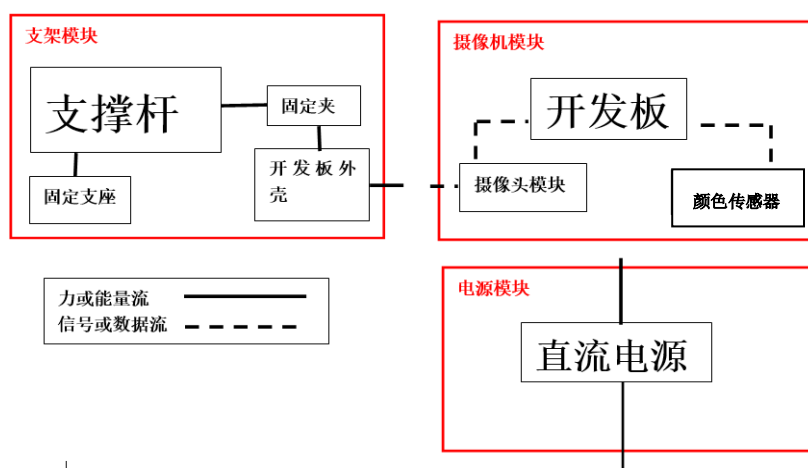 支架模块
支撑杆
固定夹
固定支座
开发板外
壳
摄像机模块
开发板
摄像头模块
颜色传感器
力或能量流
信号或数据流
电源模块
直流电源